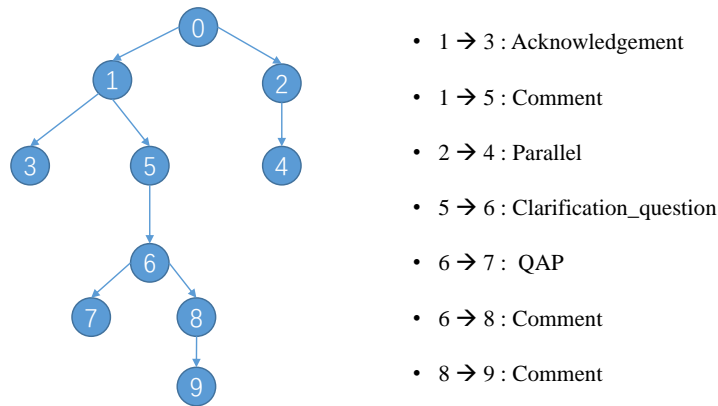 0
1
2
3
5
4
6
7
8
9
• 1 → 3 : Acknowledgement
• 1 → 5 : Comment
• 2 → 4 : Parallel
• 5 → 6 : Clarification_question
• 6 → 7 : QAP
• 6 → 8 : Comment
• 8 → 9 : Comment